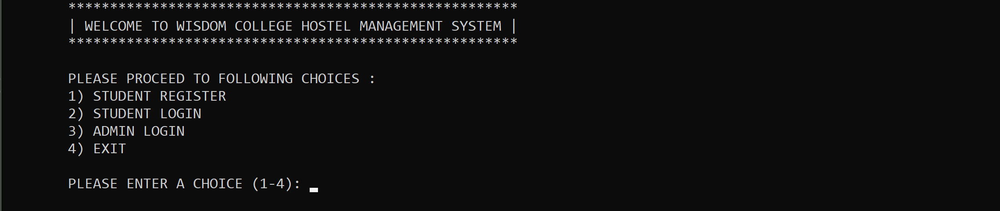 ******************************************************
| WELCOME TO WISDOM COLLEGE HOSTEL MANAGEMENT SYSTEM |
******************************************************
PLEASE PROCEED TO FOLLOWING CHOICES :
1) STUDENT REGISTER
2) STUDENT LOGIN
3) ADMIN LOGIN
4) EXIT
PLEASE ENTER A CHOICE (1-4):